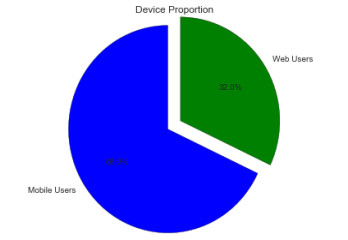 Device Proportion
Web Users
32.0%
Mobile Users